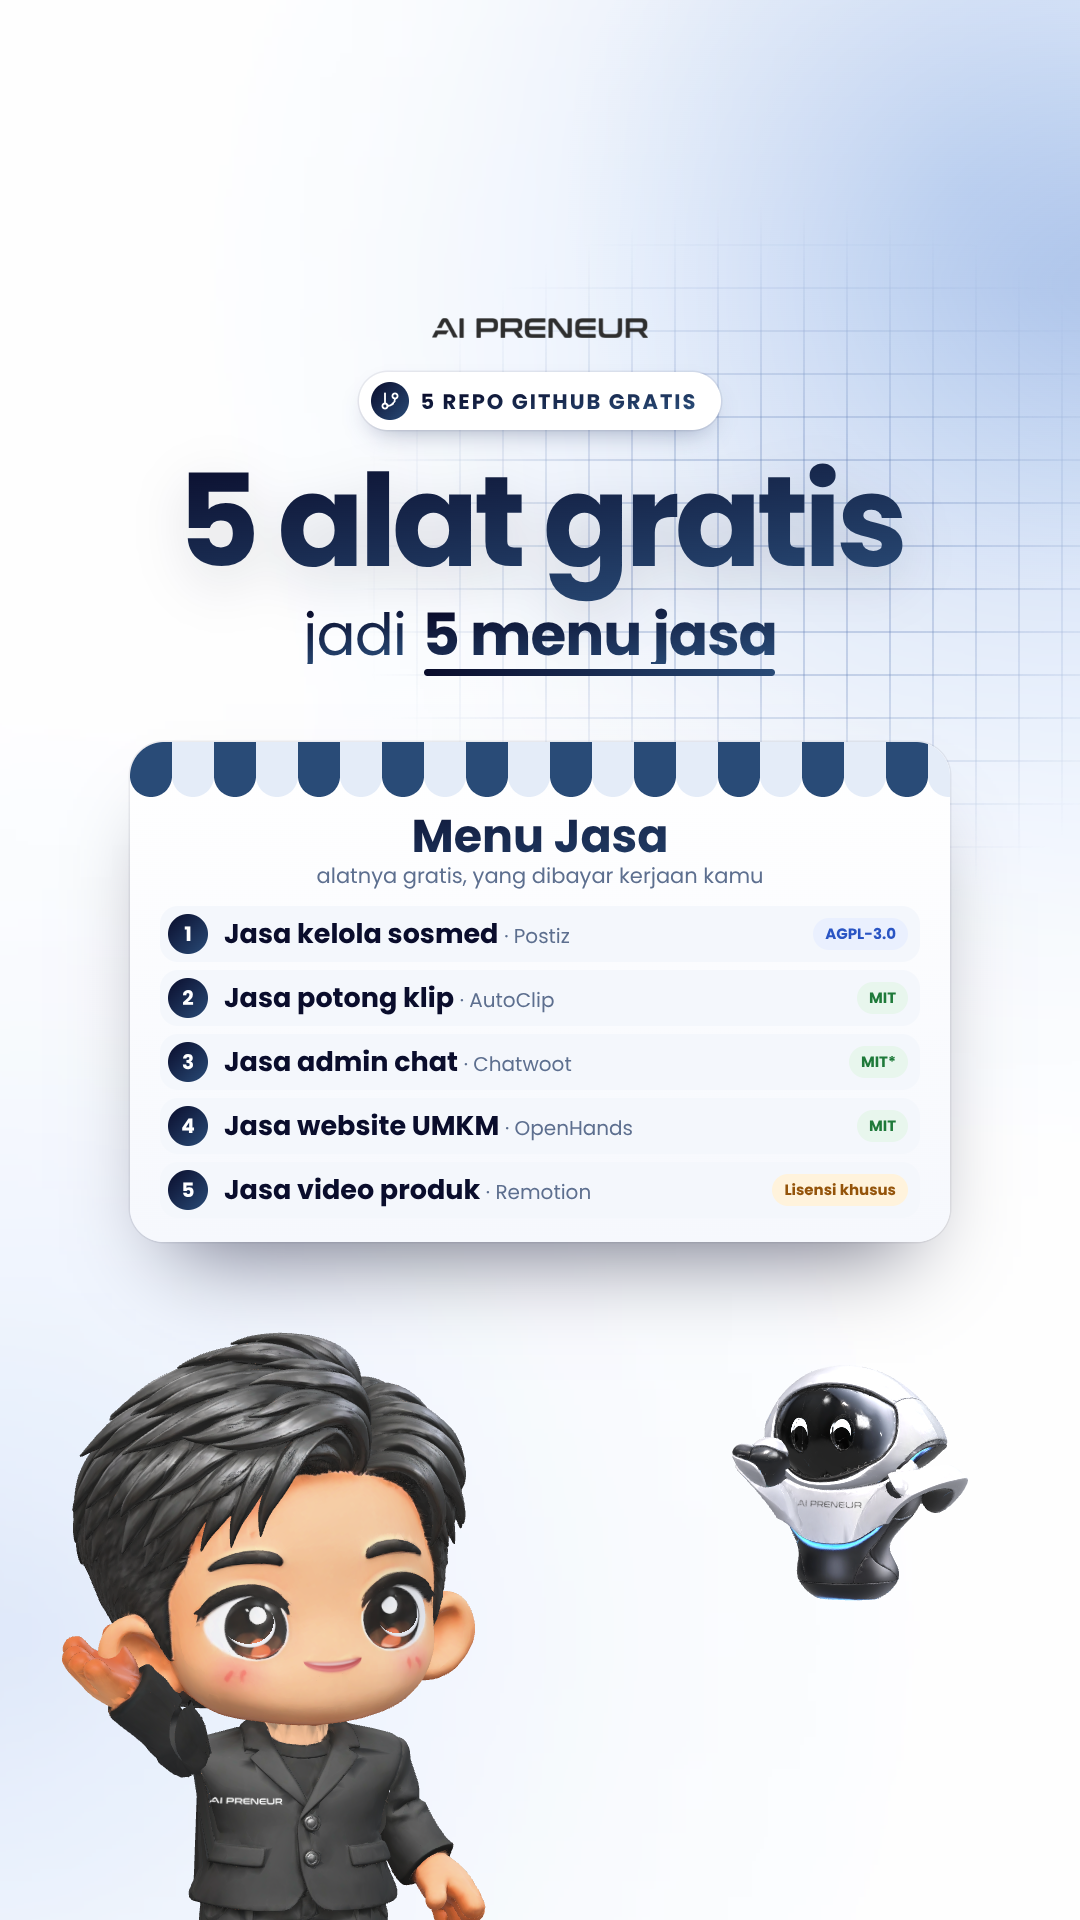 AI PRENEUR
5 REPO GITHUB GRATIS
5 alat gratis
jadi 5 menu jasa
Menu Jasa
alatnya gratis, yang dibayar kerjaan kamu
1 Jasa kelola sosmed · Postiz AGPL-3.0
2 Jasa potong klip · AutoClip MIT
3 Jasa admin chat · Chatwoot MIT*
4 Jasa website UMKM · OpenHands MIT
5 Jasa video produk · Remotion Lisensi khusus
AI PRENEUR
AI PRENEUR